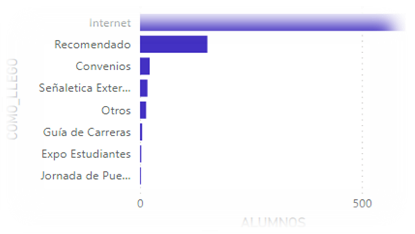 Internet
Recomendado
Convenios
Señaletica Exter...
Otros
Guía de Carreras
Expo Estudiantes
Jornada de Pue...
COMO_LLEGO
0
500
ALUMNOS